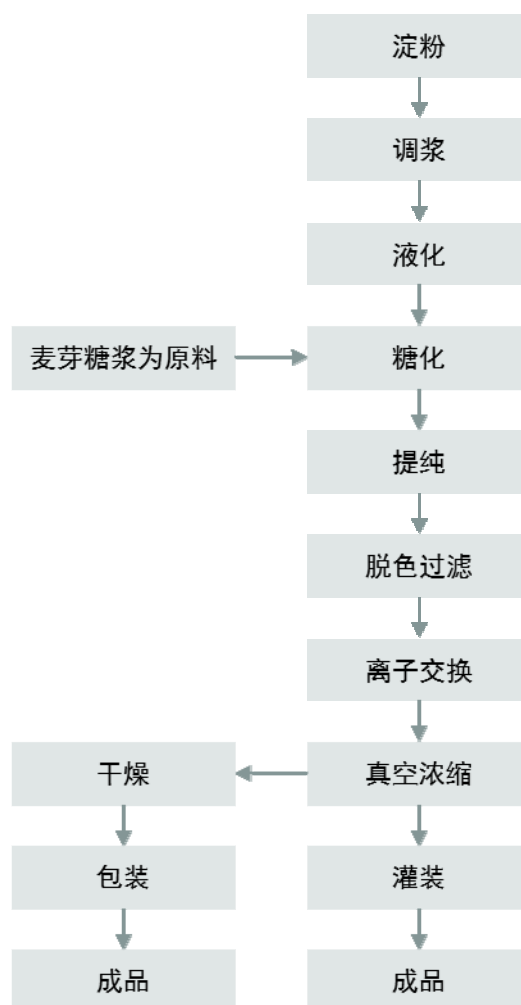 淀粉
调浆
液化
麦芽糖浆为原料
糖化
提纯
脱色过滤
离子交换
干燥
真空浓缩
包装
灌装
成品
成品